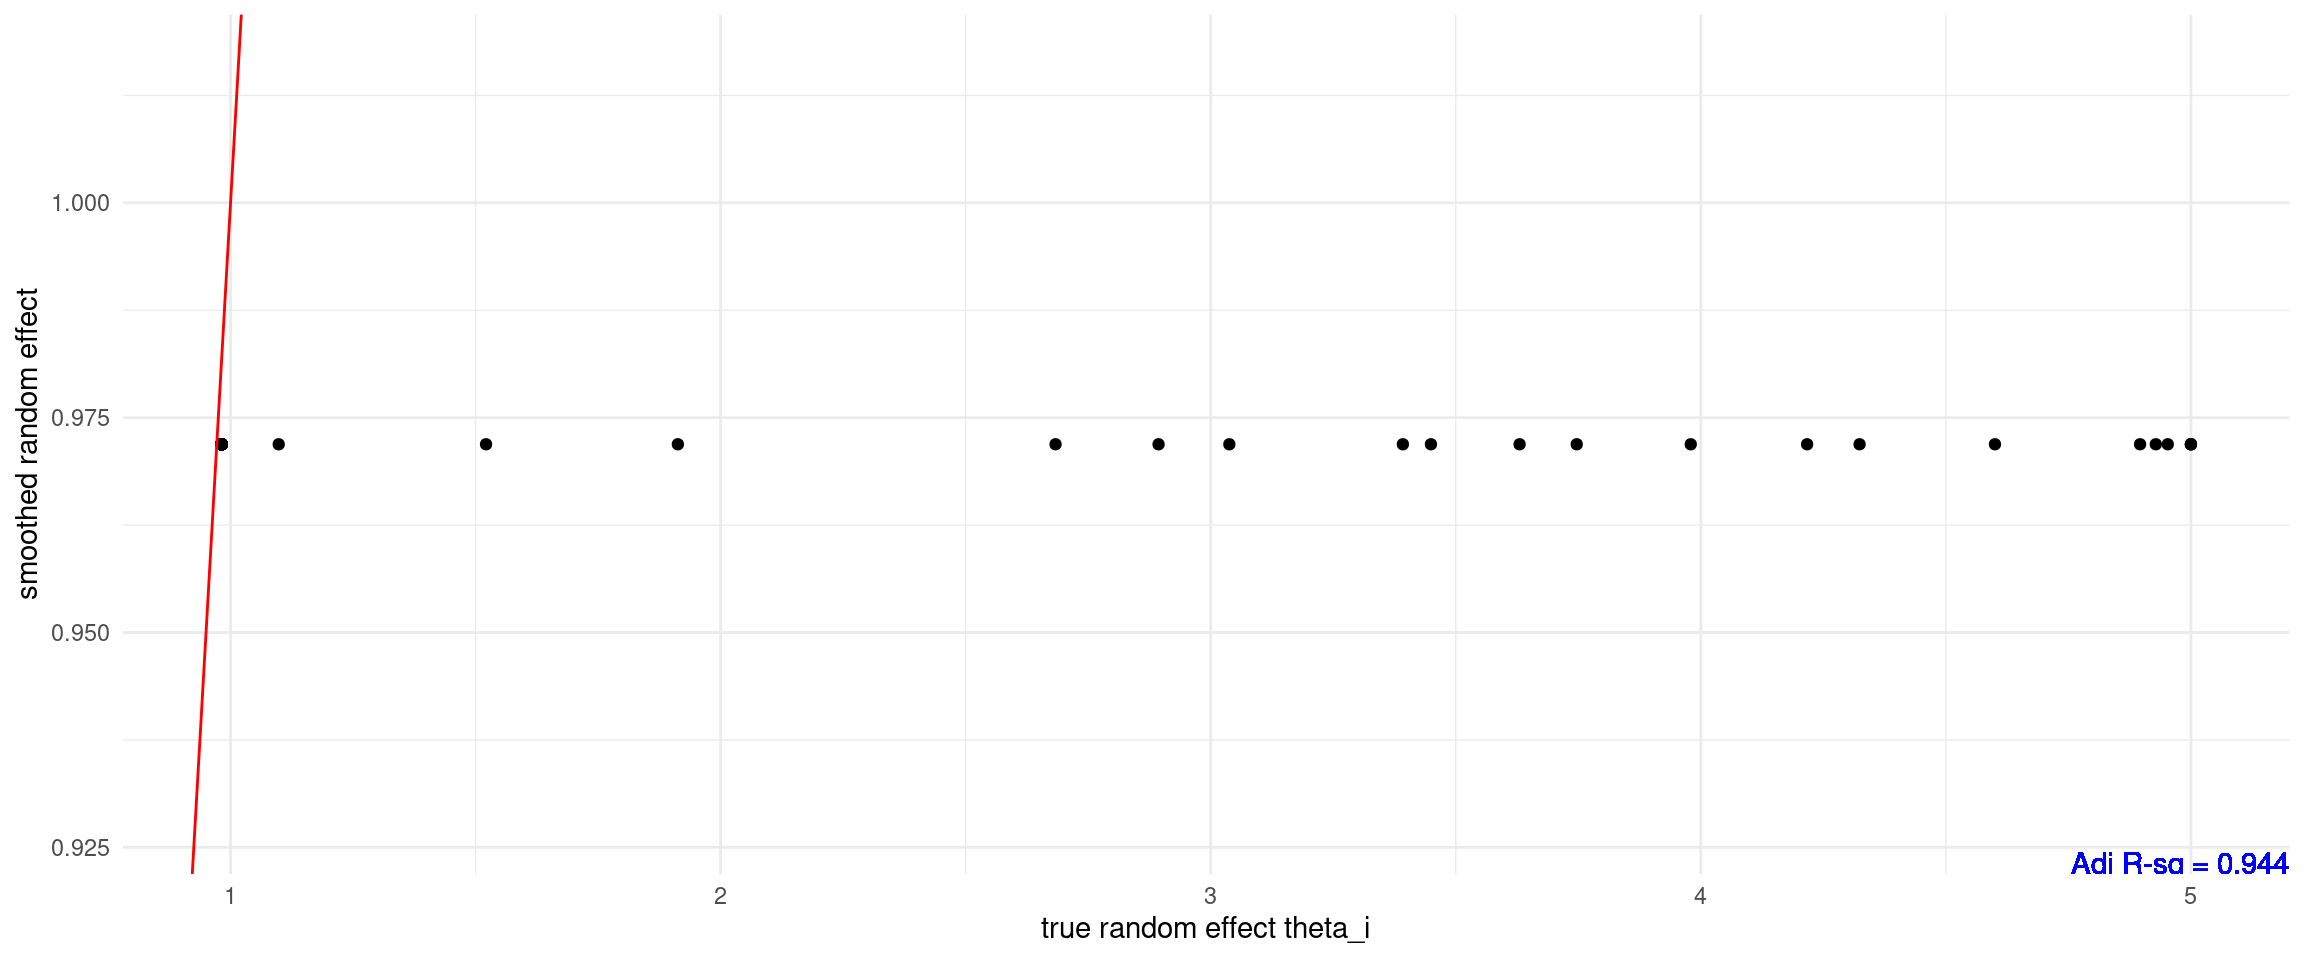 smoothed random effect
1.000
0.975
0.950
0.925
Adj R-sq = 0.944
1 2 3 4 5
true random effect theta_i